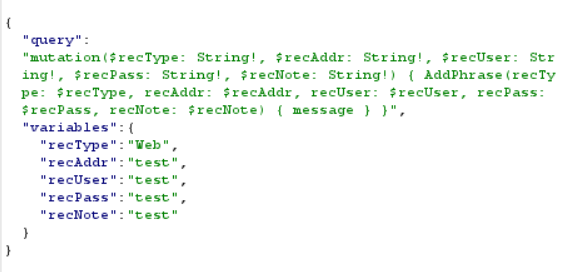 {
"query":
"mutation($recType: String!, $recAddr: String!, $recUser: Str
ing!, $recPass: String!, $recNote: String!) { AddPhrase(recTy
pe: $recType, recAddr: $recAddr, recUser: $recUser, recPass:
$recPass, recNote: $recNote) { message } }",
"variables":{
"recType":"Web",
"recAddr":"test",
"recUser":"test",
"recPass":"test",
"recNote":"test"
}
}